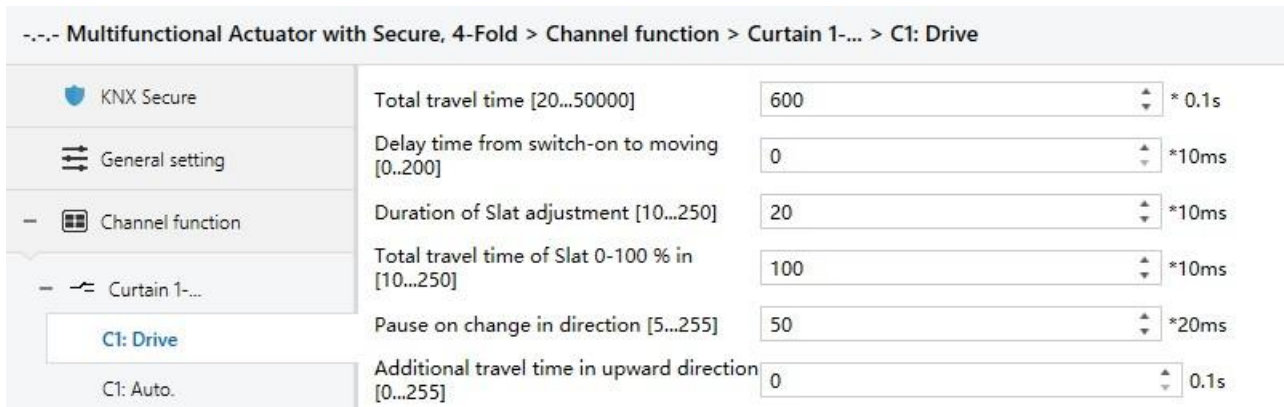 -.-.- Multifunctional Actuator with Secure, 4-Fold > Channel function > Curtain 1-... > C1: Drive
KNX Secure
General setting
Channel function
Curtain 1-...
C1: Drive
C1: Auto.
Total travel time [20...50000]
600
* 0.1s
Delay time from switch-on to moving
[0..200]
0
*10ms
Duration of Slat adjustment [10...250]
20
*10ms
Total travel time of Slat 0-100 % in
[10...250]
100
*10ms
Pause on change in direction [5...255]
50
*20ms
Additional travel time in upward direction
[0...255]
0
0.1s